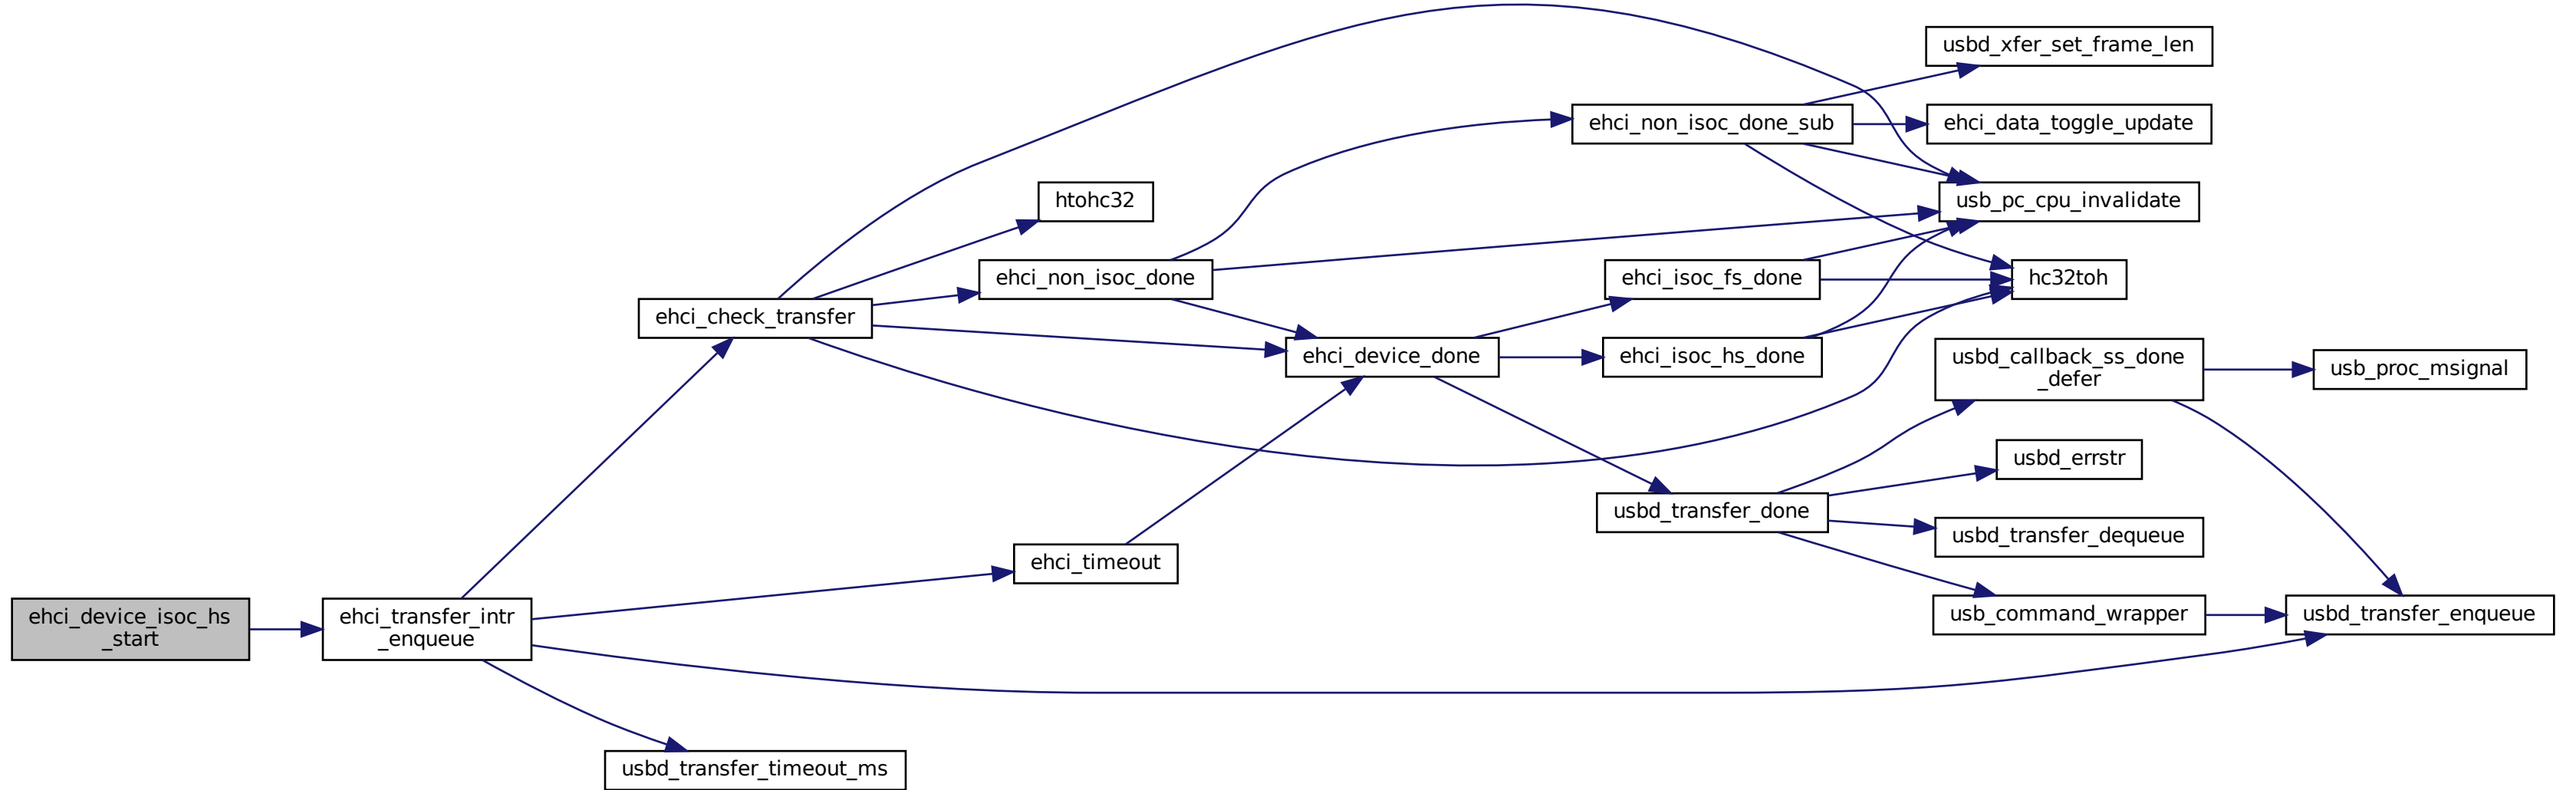 ehci_device_isoc_hs
_start
ehci_transfer_intr
_enqueue
ehci_check_transfer
htohc32
ehci_non_isoc_done
ehci_timeout
usbd_transfer_timeout_ms
ehci_device_done
ehci_non_isoc_done_sub
ehci_isoc_fs_done
ehci_isoc_hs_done
usbd_transfer_done
usbd_xfer_set_frame_len
ehci_data_toggle_update
usb_pc_cpu_invalidate
hc32toh
usbd_callback_ss_done
_defer
usbd_errstr
usbd_transfer_dequeue
usb_command_wrapper
usb_proc_msignal
usbd_transfer_enqueue